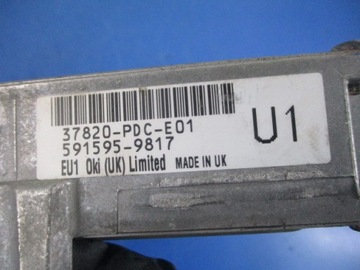 37820-PDC-E01
591595-9817
U1
EU1 Oki (UK) Limited MADE IN UK